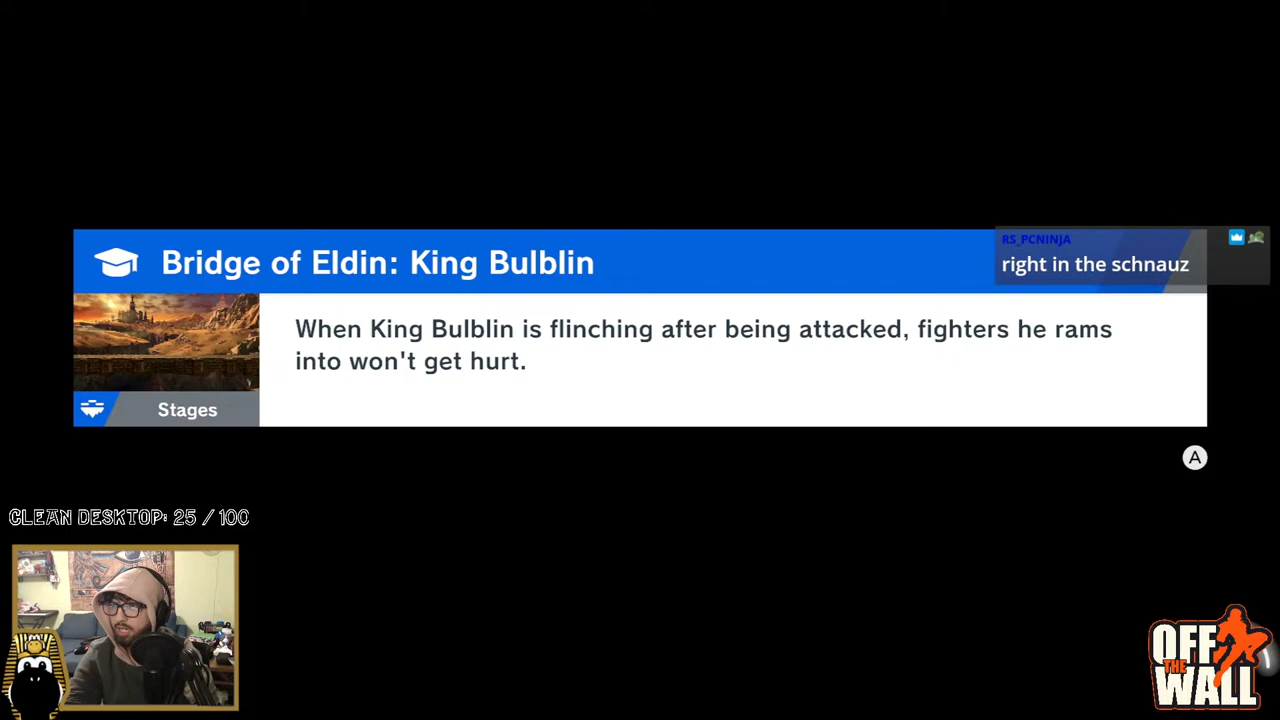 Bridge of Eldin: King Bulblin
RS_PCNINJA
right in the schnauz
When King Bulblin is flinching after being attacked, fighters he rams
into won't get hurt.
Stages
A
CLEAN DESKTOP: 25 / 100
OFF
THE
WALL